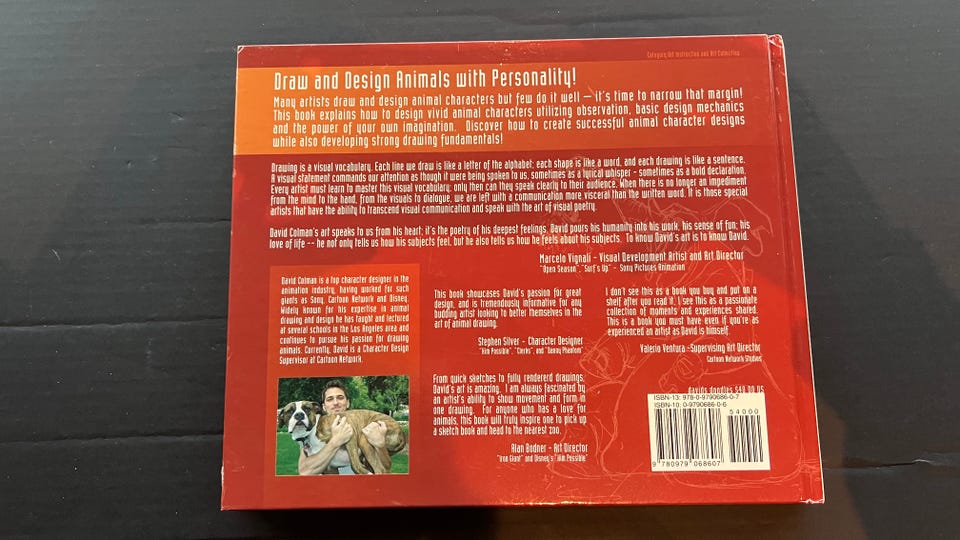 Category:Art Instruction and Art Collection
Draw and Design Animals with Personality!
Many artists draw and design animal characters but few do it well – it's time to narrow that margin!
This book explains how to design vivid animal characters utilizing observation, basic design mechanics
and the power of your own imagination. Discover how to create successful animal character designs
while also developing strong drawing fundamentals!
Drawing is a visual vocabulary. Each line we draw is like a letter of the alphabet; each shape is like a word, and each drawing is like a sentence.
A visual statement commands our attention as though it were being spoken to us, sometimes as a lyrical whisper - sometimes as a bold declaration.
Every artist must learn to master this visual vocabulary; only then can they speak clearly to their audience. When there is no longer an impediment
from the mind to the hand, from the visuals to dialogue, we are left with a communication more visceral than the written word. It is those special
artists that have the ability to transcend visual communication and speak with the art of visual poetry.
David Colman's art speaks to us from his heart; it's the poetry of his deepest feelings. David pours his humanity into his work, his sense of fun; his
love of life -- he not only tells us how his subjects feel, but he also tells us how he feels about his subjects. To know David's art is to know David.
Marcelo Vignali - Visual Development Artist and Art Director
"Open Season", "Surf's Up" - Sony Pictures Animation
David Colman is a top character designer in the
animation industry, having worked for such
giants as Sony, Cartoon Network and Disney.
Widely known for his expertise in animal
drawing and design he has taught and lectured
at several schools in the Los Angeles area and
continues to pursue his passion for drawing
animals. Currently, David is a Character Design
Supervisor at Cartoon Network.
This book showcases David's passion for great
design, and is tremendously informative for any
budding artist looking to better themselves in the
art of animal drawing.
Stephen Silver - Character Designer
"Kim Possible", "Clerks", and "Danny Phantom"
From quick sketches to fully renderered drawings,
David's art is amazing. I am always fascinated by
an artist's ability to show movement and form in
one drawing. For anyone who has a love for
animals, this book will truly inspire one to pick up
a sketch book and head to the nearest zoo.
Alan Bodner - Art Director
"Iron Giant" and Disney's "Kim Possible"
I don't see this as a book you buy and put on a
shelf after you read it. I see this as a passionate
collection of moments and experiences shared.
This is a book you must have even if you're as
experienced an artist as David is himself.
Valerio Ventura -Supervising Art Director
Cartoon Network Studios
davids doodles $40.00 US
ISBN-13: 978-0-9790686-0-7
ISBN-10: 0-9790686-0-6
54000
9 780979 068607